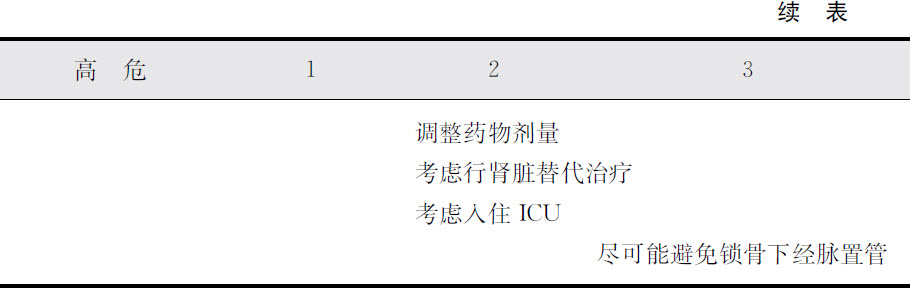 续 表
高 危 1 2 3
调整药物剂量
考虑行肾脏替代治疗
考虑入住 ICU
尽可能避免锁骨下经脉置管